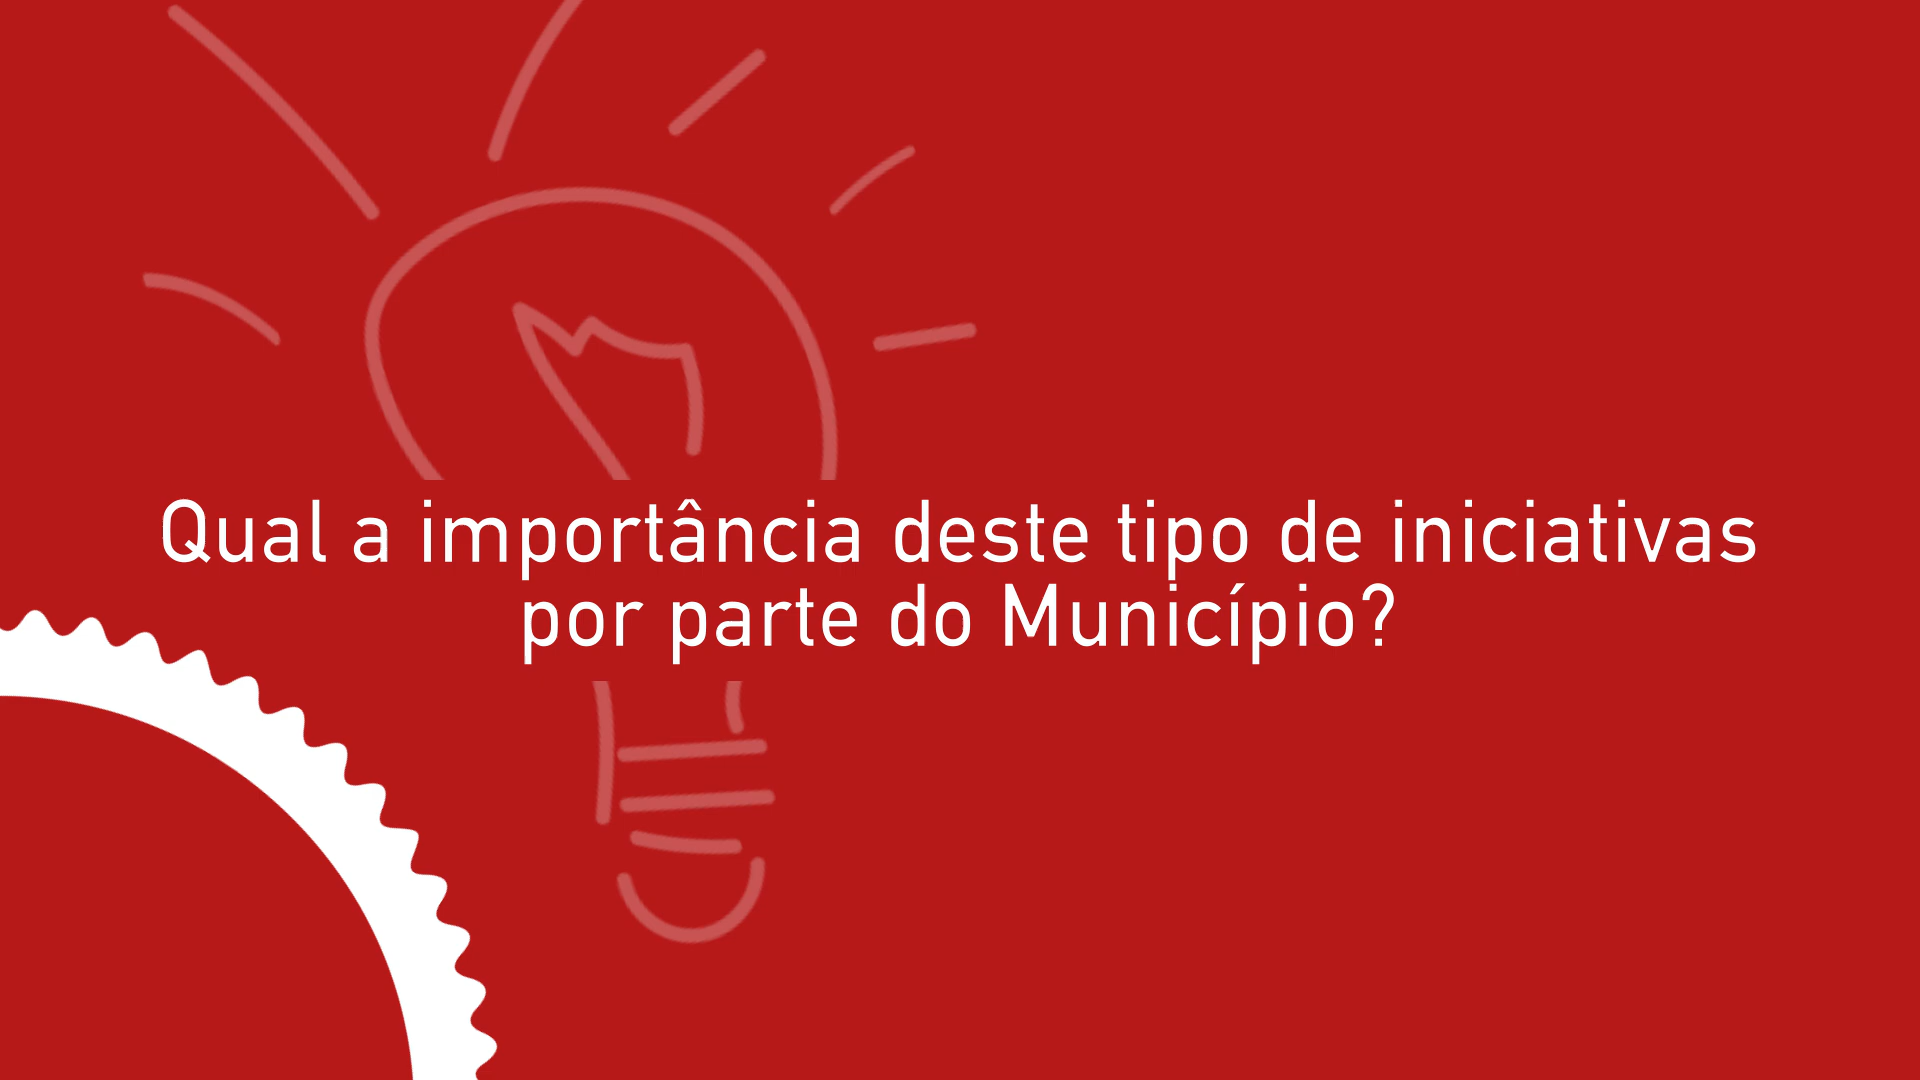 Qual a importância deste tipo de iniciativas
por parte do Município?